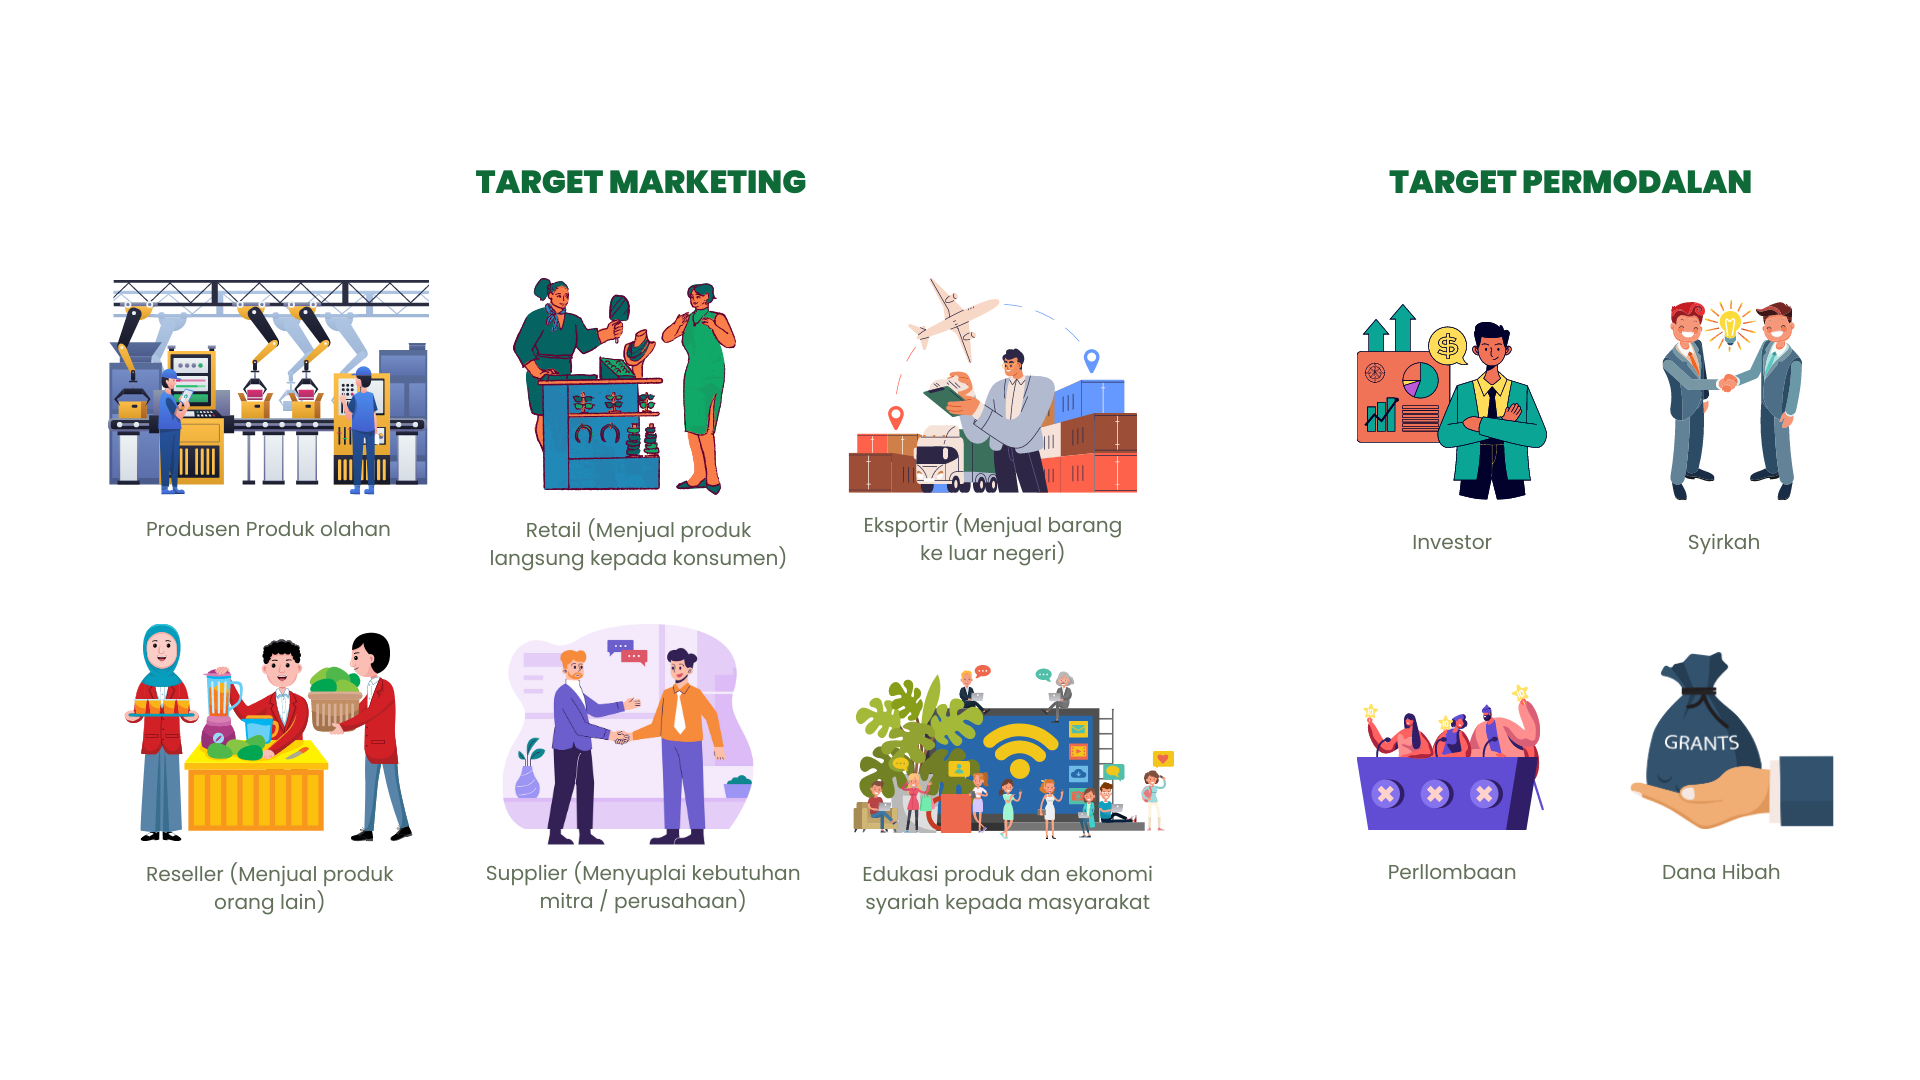 TARGET MARKETING
Produsen Produk olahan
Retail (Menjual produk
langsung kepada konsumen)
Eksportir (Menjual barang
ke luar negeri)
Reseller (Menjual produk
orang lain)
Supplier (Menyuplai kebutuhan
mitra / perusahaan)
Edukasi produk dan ekonomi
syariah kepada masyarakat
TARGET PERMODALAN
Investor
Syirkah
Perllombaan
GRANTS
Dana Hibah